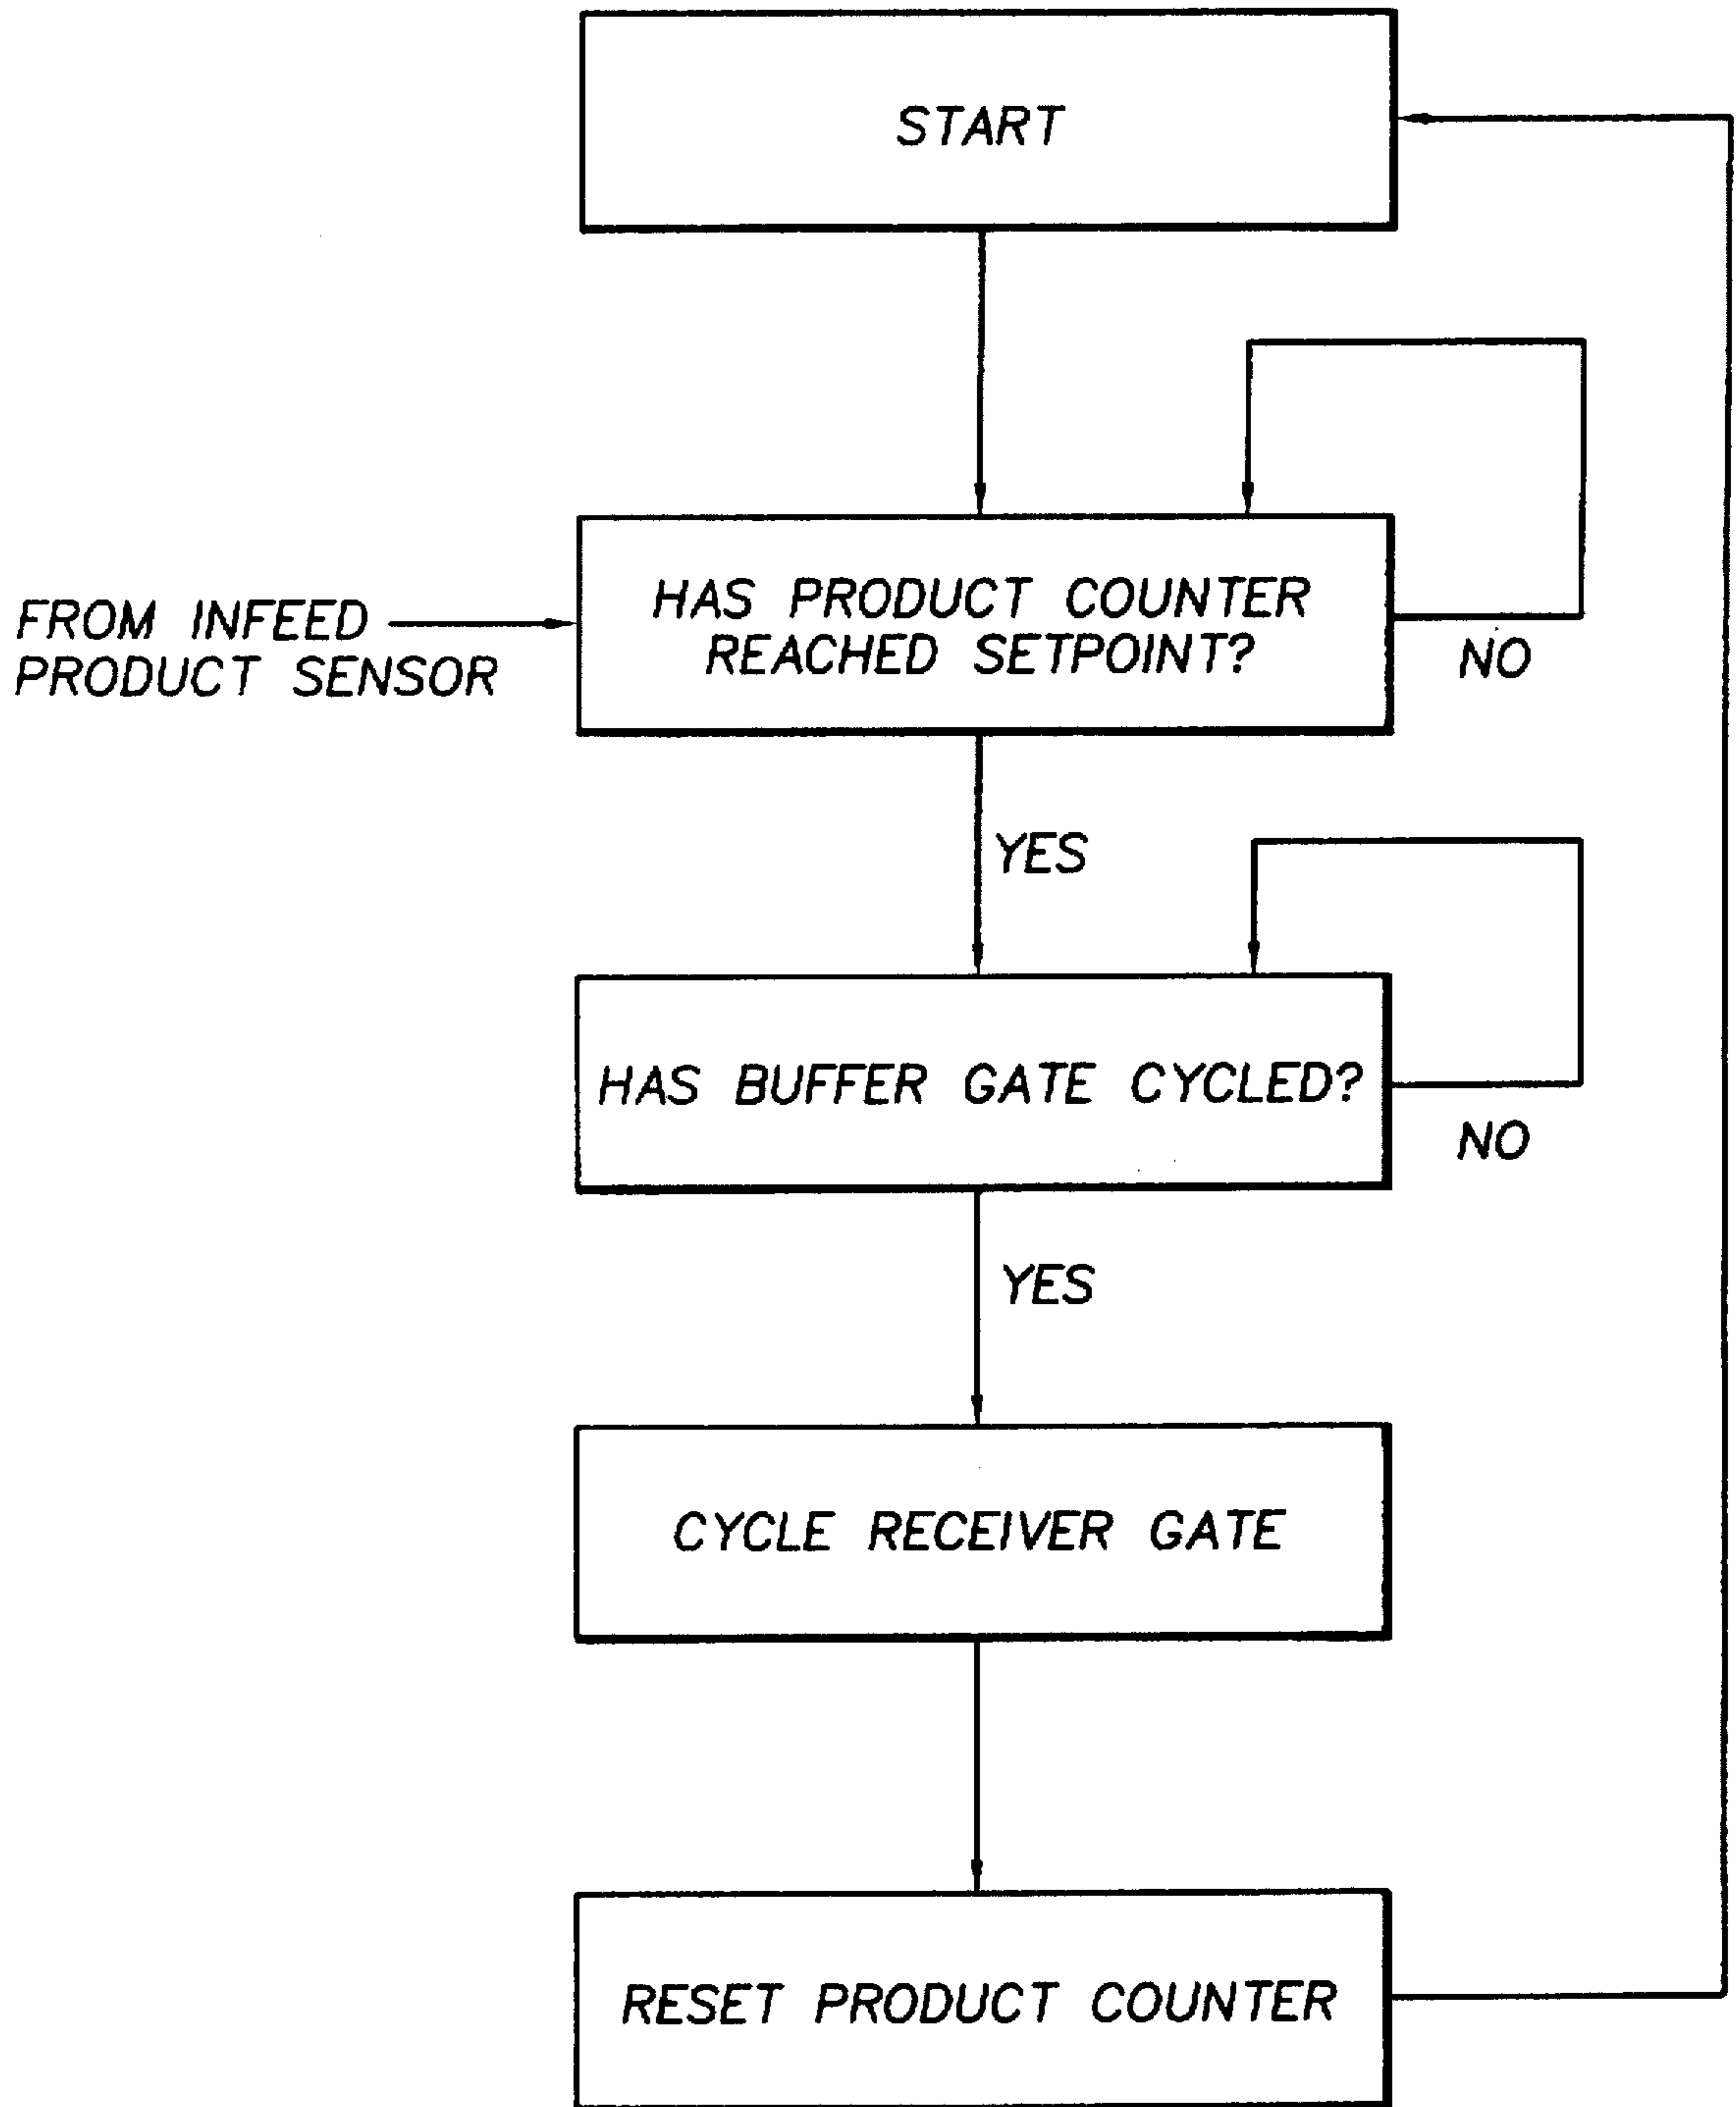 START
HAS PRODUCT COUNTER
REACHED SETPOINT?
FROM INFEED
PRODUCT SENSOR
NO
YES
HAS BUFFER GATE CYCLED?
NO
YES
CYCLE RECEIVER GATE
RESET PRODUCT COUNTER